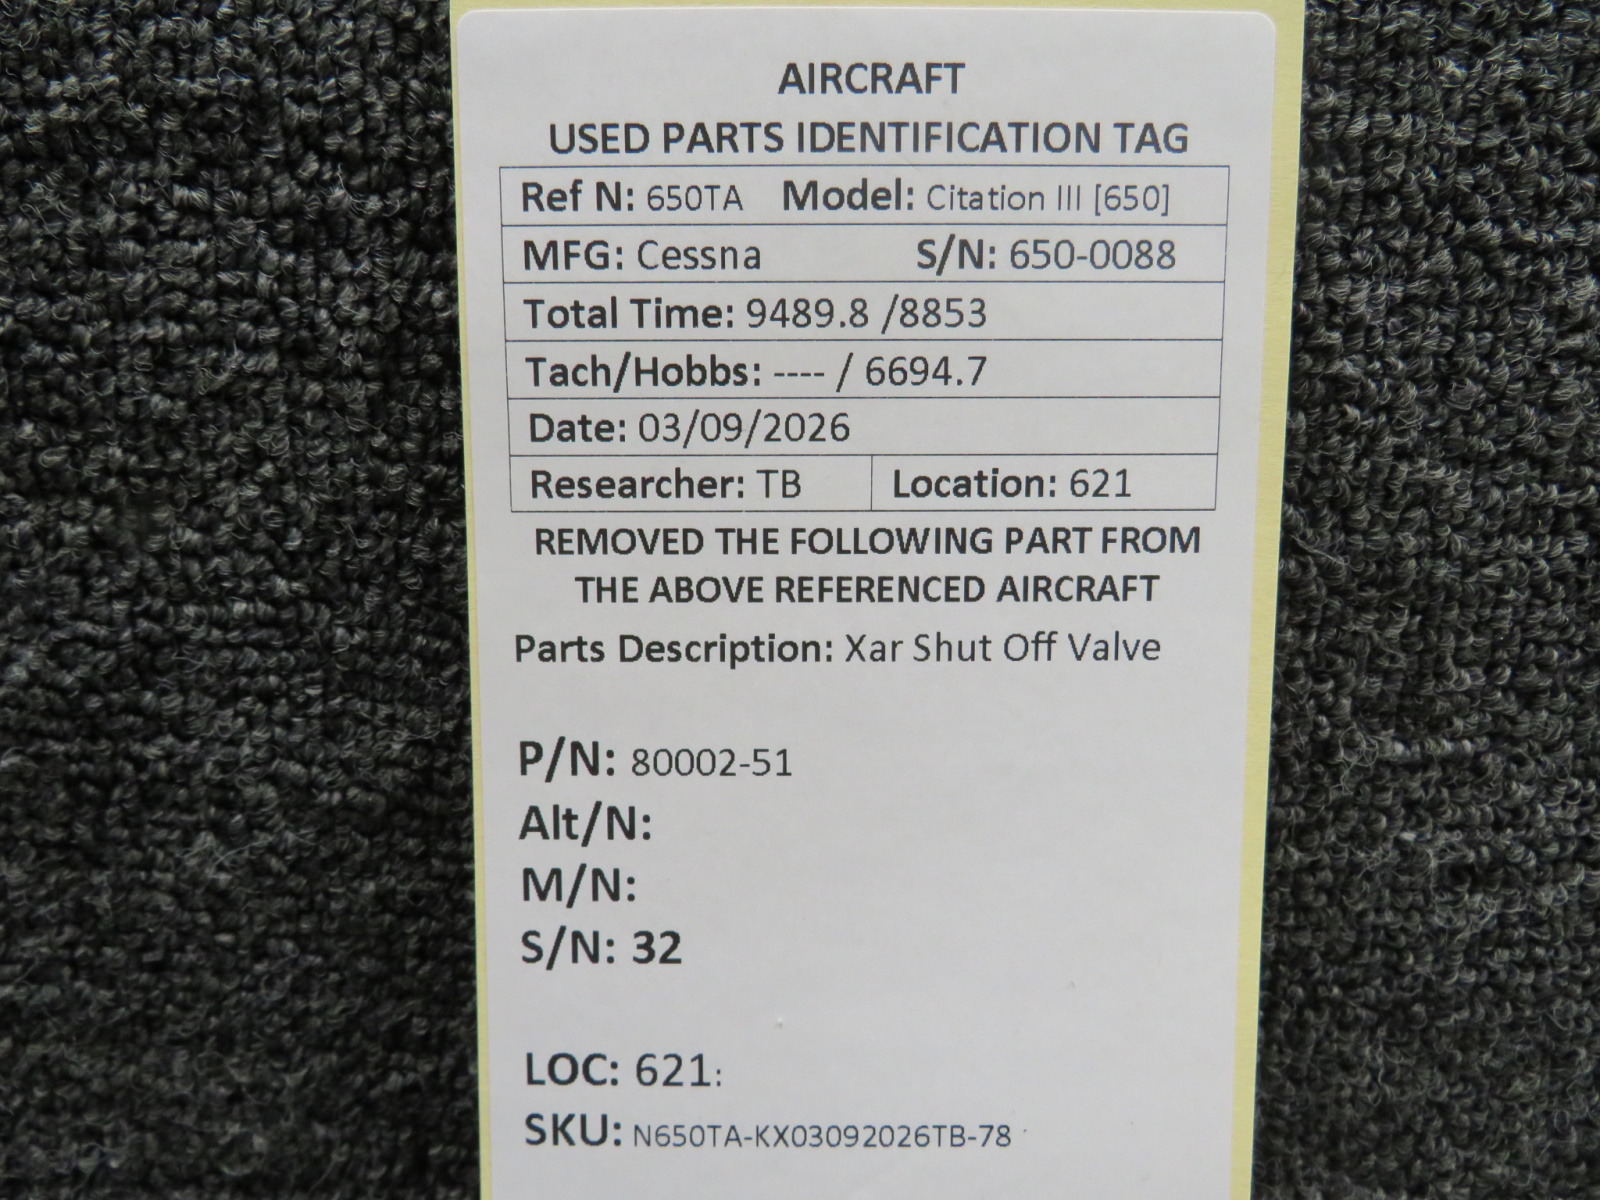 AIRCRAFT
USED PARTS IDENTIFICATION TAG
Ref N: 650TA Model: Citation III [650]
MFG: Cessna S/N: 650-0088
Total Time: 9489.8 /8853
Tach/Hobbs: ---- / 6694.7
Date: 03/09/2026
Researcher: TB Location: 621
REMOVED THE FOLLOWING PART FROM
THE ABOVE REFERENCED AIRCRAFT
Parts Description: Xar Shut Off Valve
P/N: 80002-51
Alt/N:
M/N:
S/N: 32
LOC: 621:
SKU: N650TA-KX03092026TB-78